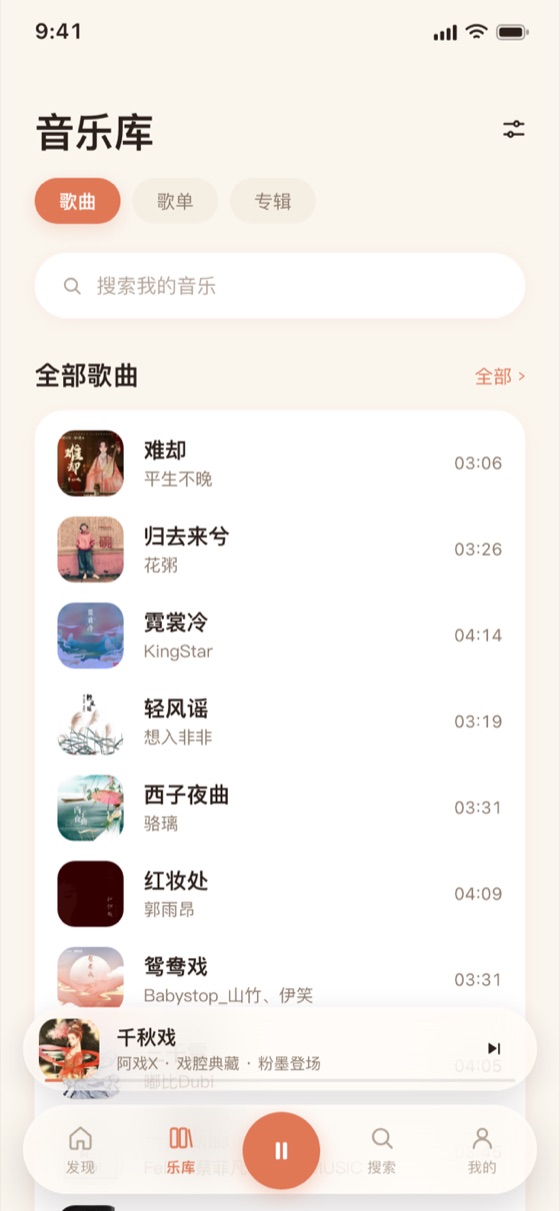 9:41
音乐库
歌曲 歌单 专辑
搜索我的音乐
全部歌曲 全部 >
难却
平生不晚
03:06
归去来兮
花粥
03:26
霓裳冷
KingStar
04:14
轻风谣
想入非非
03:19
西子夜曲
骆璃
03:31
红妆处
郭雨昂
04:09
鸳鸯戏
Babystop_山竹、伊笑
03:31
千秋戏
阿戏X · 戏腔典藏 · 粉墨登场
嘟比Dubi
04:05
发现 乐库 搜索 我的